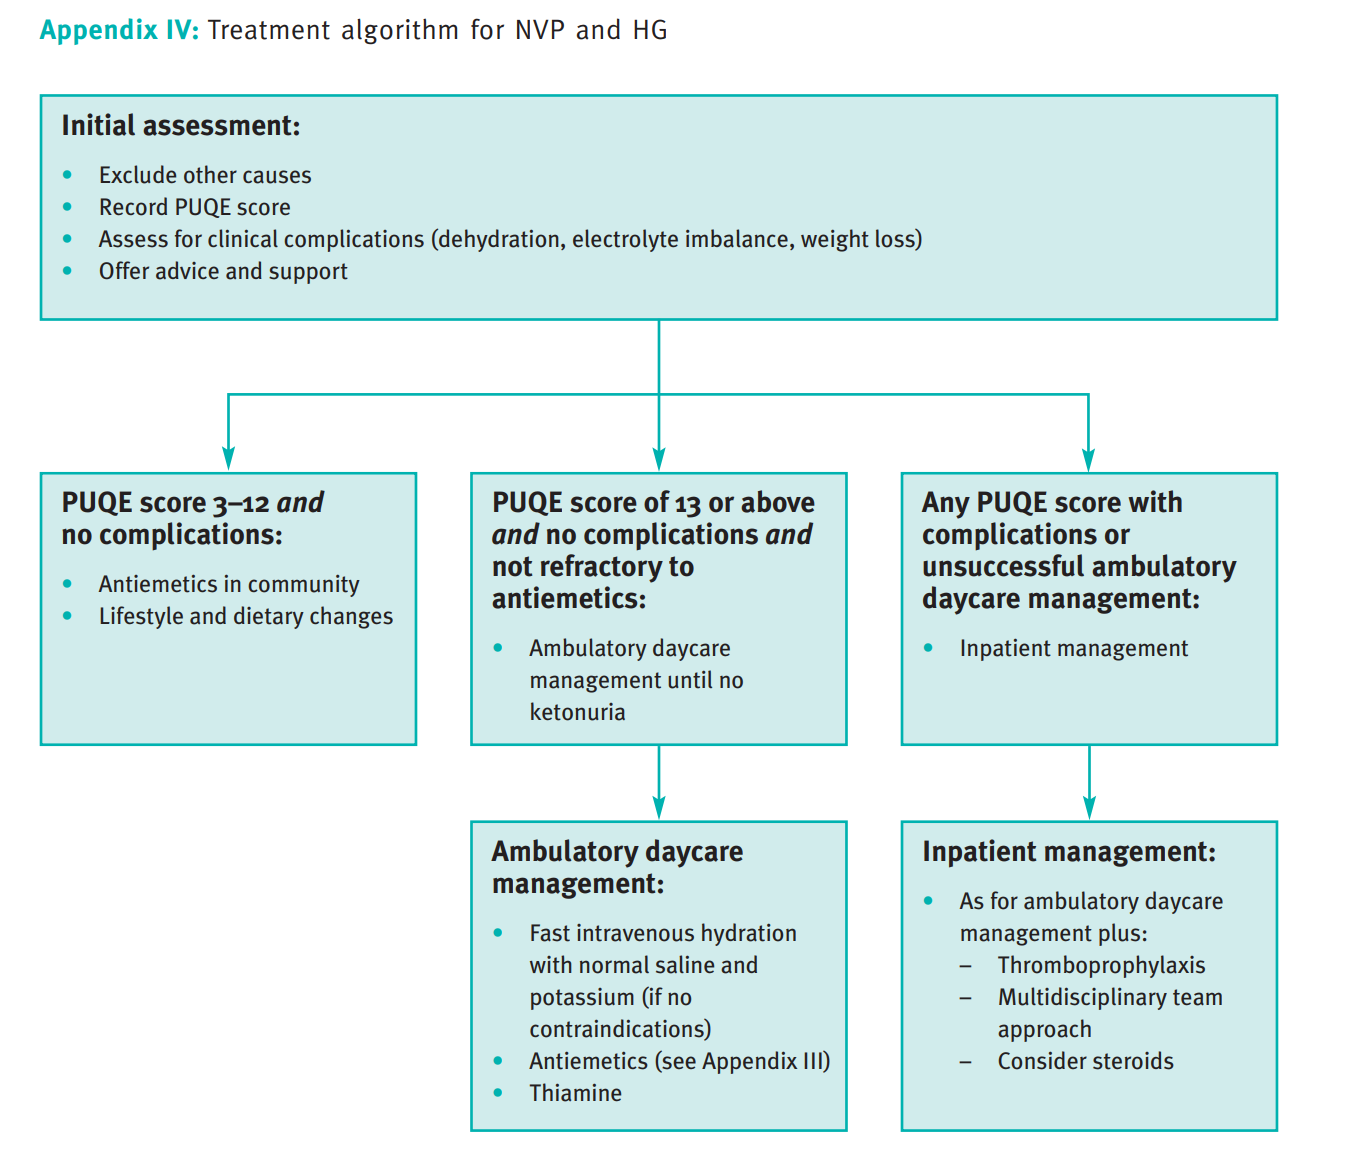 Appendix IV: Treatment algorithm for NVP and HG
Initial assessment:
• Exclude other causes
• Record PUQE score
• Assess for clinical complications (dehydration, electrolyte imbalance, weight loss)
• Offer advice and support
PUQE score 3–12 and
no complications:
• Antiemetics in community
• Lifestyle and dietary changes
PUQE score of 13 or above
and no complications and
not refractory to
antiemetics:
• Ambulatory daycare
management until no
ketonuria
Any PUQE score with
complications or
unsuccessful ambulatory
daycare management:
• Inpatient management
Ambulatory daycare
management:
• Fast intravenous hydration
with normal saline and
potassium (if no
contraindications)
• Antiemetics (see Appendix III)
• Thiamine
Inpatient management:
• As for ambulatory daycare
management plus:
– Thromboprophylaxis
– Multidisciplinary team
approach
– Consider steroids